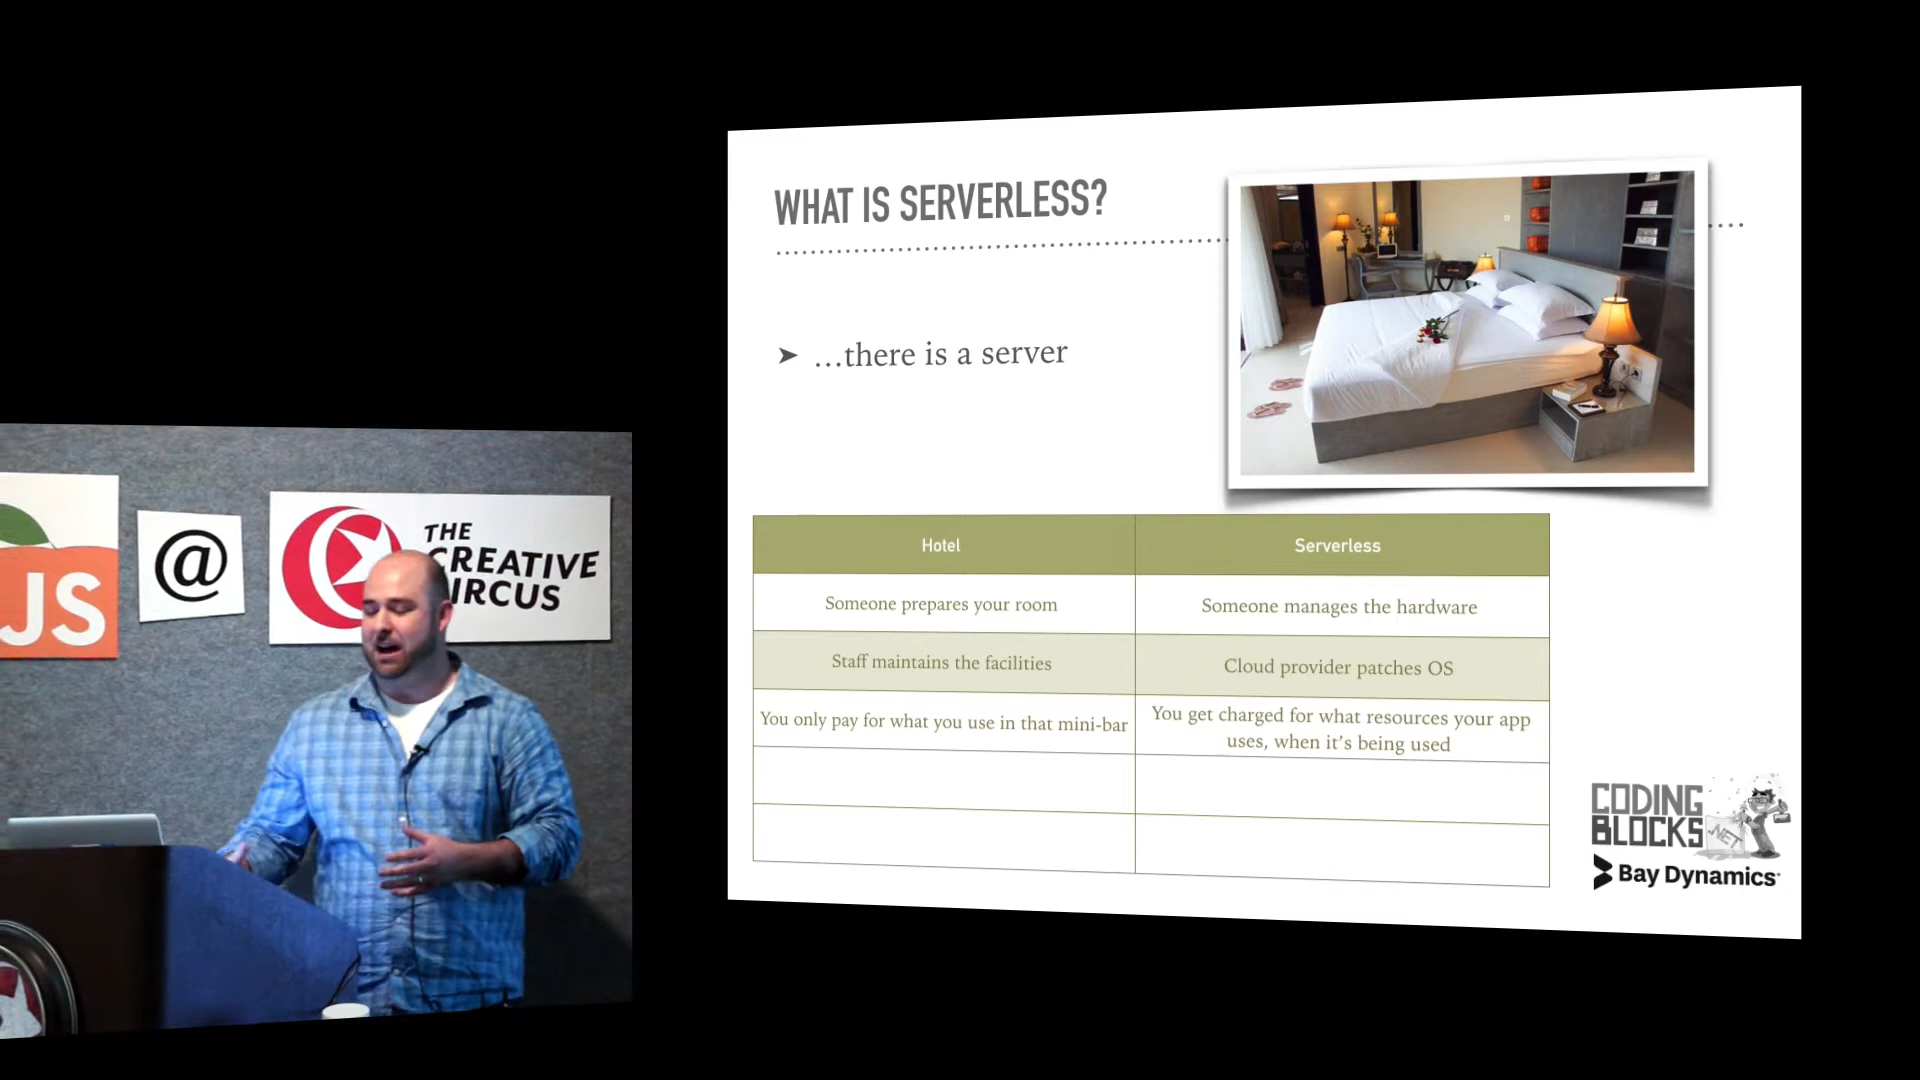 WHAT IS SERVERLESS?
➤ …there is a server
Hotel
Serverless
Someone prepares your room
Someone manages the hardware
Staff maintains the facilities
Cloud provider patches OS
You only pay for what you use in that mini-bar
You get charged for what resources your app
uses, when it's being used
CODING
BLOCKS
.NET
Bay Dynamics
JS
@
THE
CREATIVE
CIRCUS